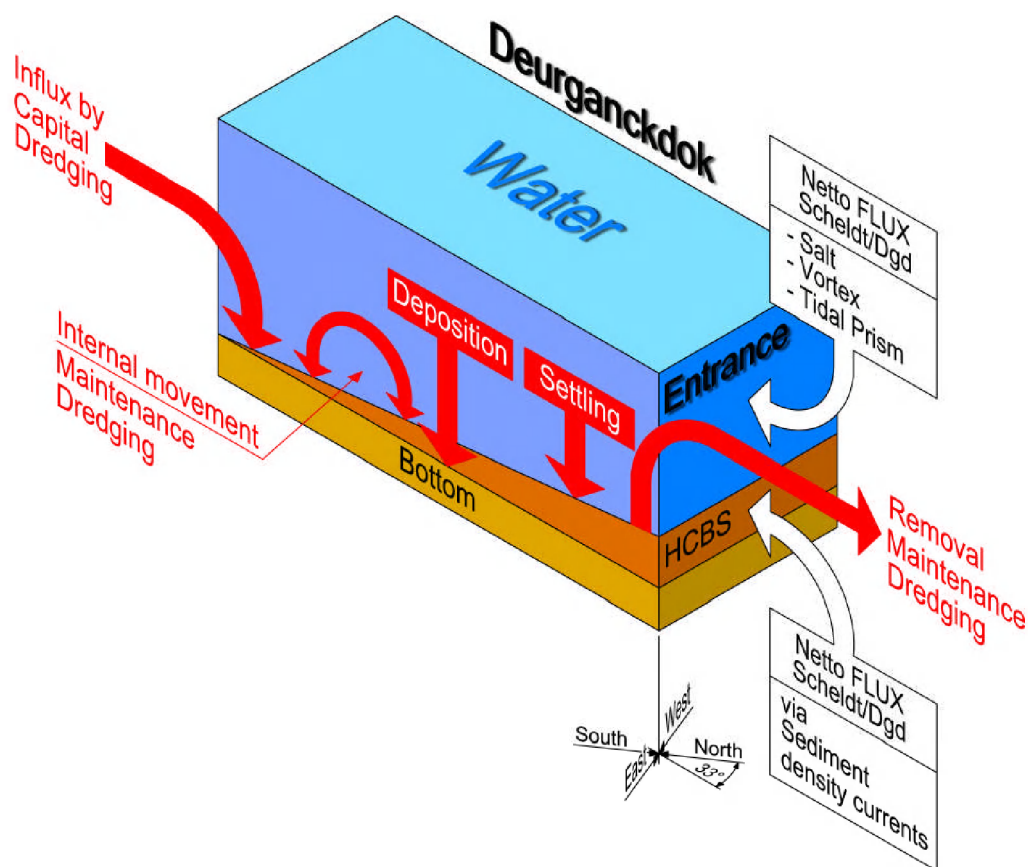 Deurganckdok
Water
Influx by
Capital
Dredging
Netto FLUX
Scheldt/Dgd
- Salt
- Vortex
- Tidal Prism
Deposition
Settling
Entrance
Internal movement
Maintenance
Dredging
Bottom
HCBS
Removal
Maintenance
Dredging
Netto FLUX
Scheldt/Dgd
via
Sediment
density currents
West
South
North
East
33°